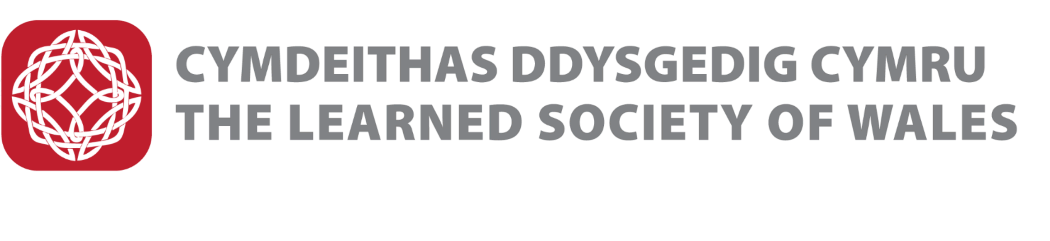 CYMDEITHAS DDYSGEDIG CYMRU
THE LEARNED SOCIETY OF WALES